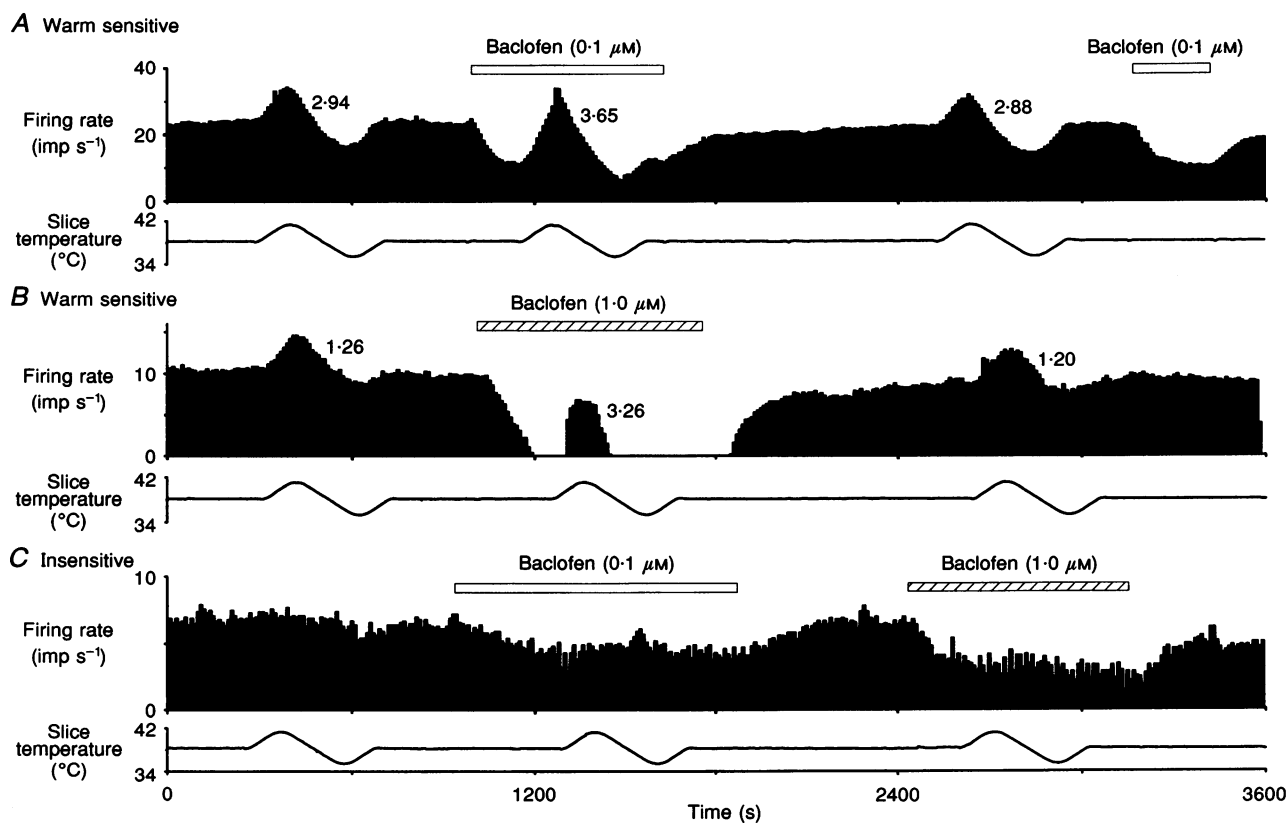 A Warm sensitive
Baclofen (0·1 μM)
Baclofen (0·1 μM)
40
20
0
Firing rate
(imp s⁻¹)
2·94
3·65
2·88
Slice
temperature
(°C)
42
34
B Warm sensitive
Baclofen (1·0 μM)
10
0
Firing rate
(imp s⁻¹)
1·26
3·26
1·20
Slice
temperature
(°C)
42
34
C Insensitive
Baclofen (0·1 μM)
Baclofen (1·0 μM)
10
0
Firing rate
(imp s⁻¹)
Slice
temperature
(°C)
42
34
0
1200
2400
3600
Time (s)